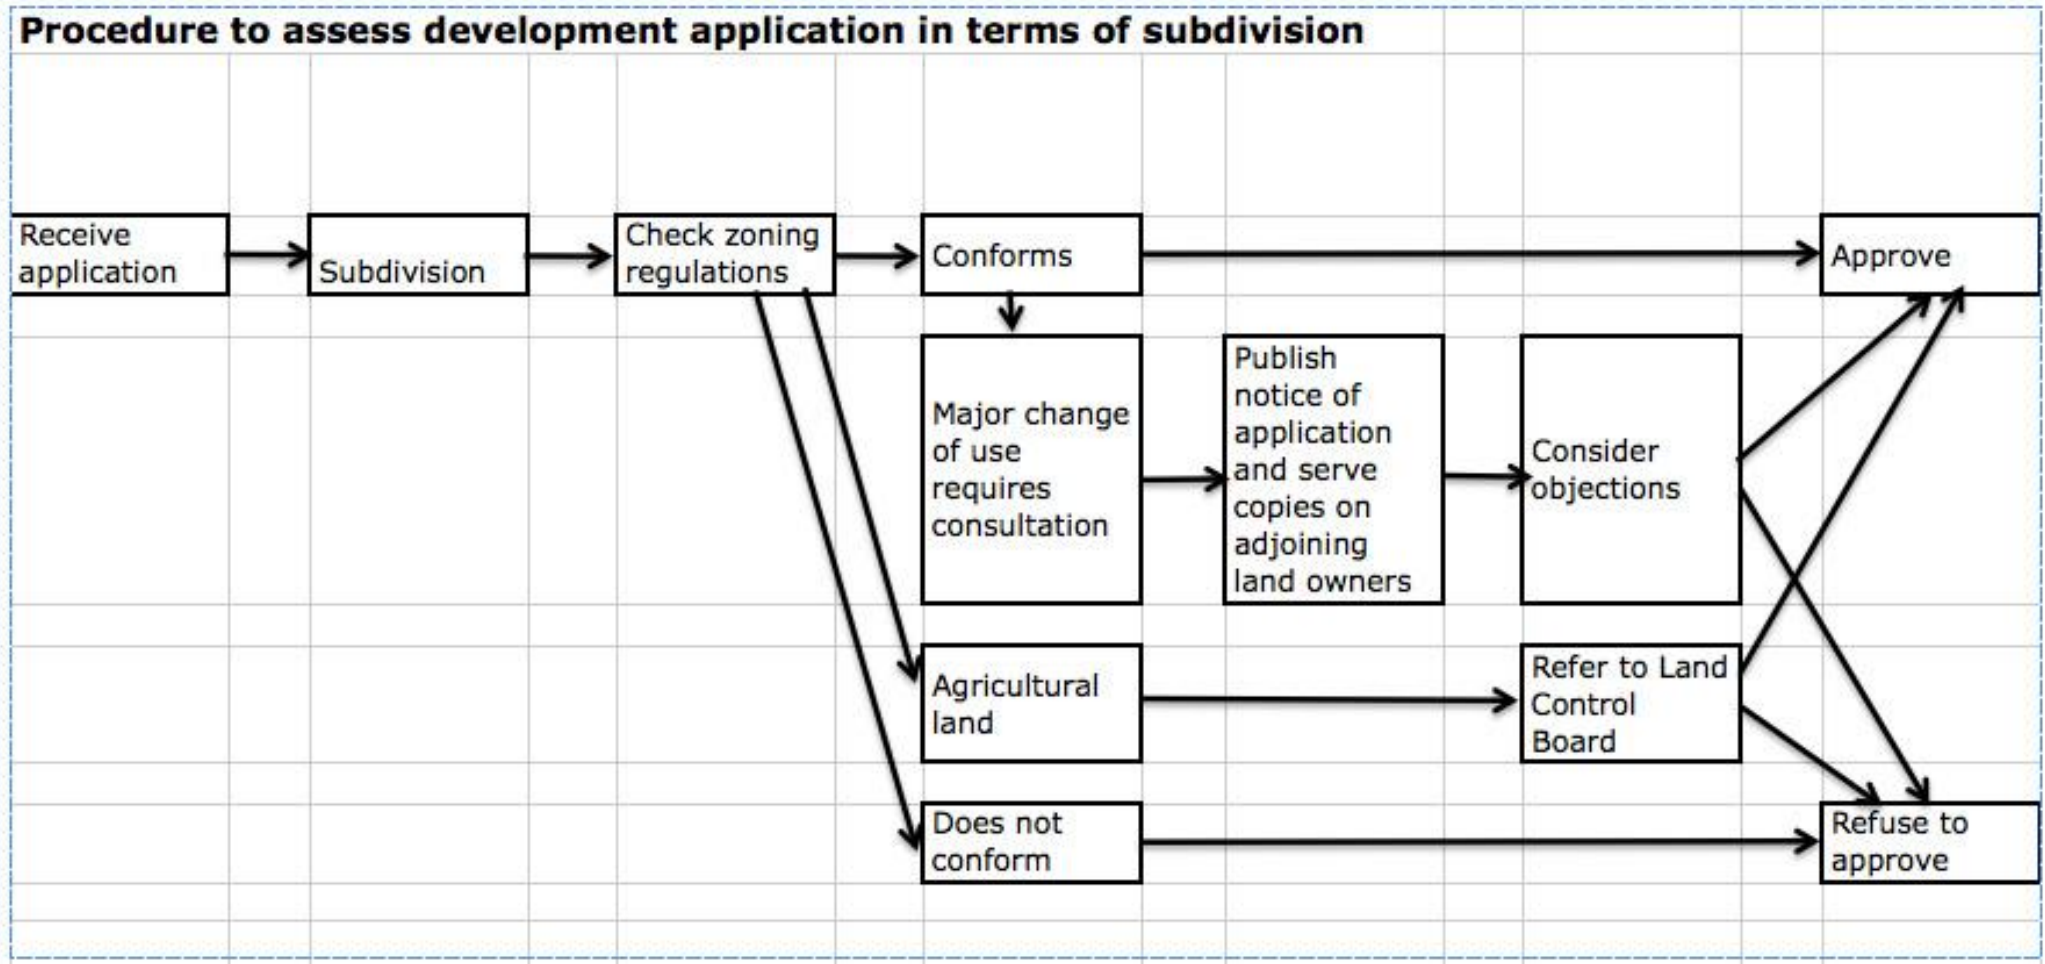 Procedure to assess development application in terms of subdivision
Receive
application
Subdivision
Check zoning
regulations
Conforms
Approve
Major change
of use
requires
consultation
Publish
notice of
application
and serve
copies on
adjoining
land owners
Consider
objections
Agricultural
land
Refer to Land
Control
Board
Does not
conform
Refuse to
approve